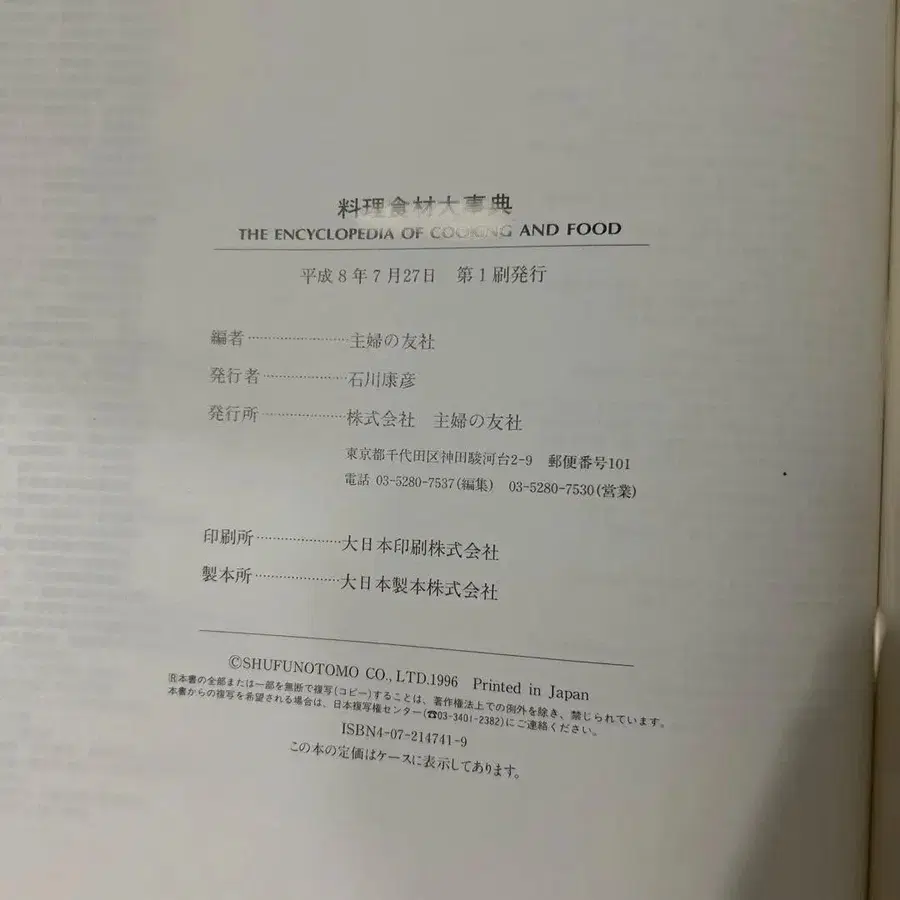 料理食材大事典
THE ENCYCLOPEDIA OF COOKING AND FOOD
平成8年7月27日 第1刷発行
編者…………………主婦の友社
発行者………………石川康彦
発行所………………株式会社 主婦の友社
東京都千代田区神田駿河台2-9 郵便番号101
電話 03-5280-7537(編集) 03-5280-7530(営業)
印刷所………………大日本印刷株式会社
製本所………………大日本製本株式会社
©SHUFUNOTOMO CO., LTD.1996 Printed in Japan
Ⓡ本書の全部または一部を無断で複写(コピー)することは、著作権法上での例外を除き、禁じられています。
本書からの複写を希望される場合は、日本複写権センター(☎03-3401-2382)にご連絡ください。
ISBN4-07-214741-9
この本の定価はケースに表示してあります。